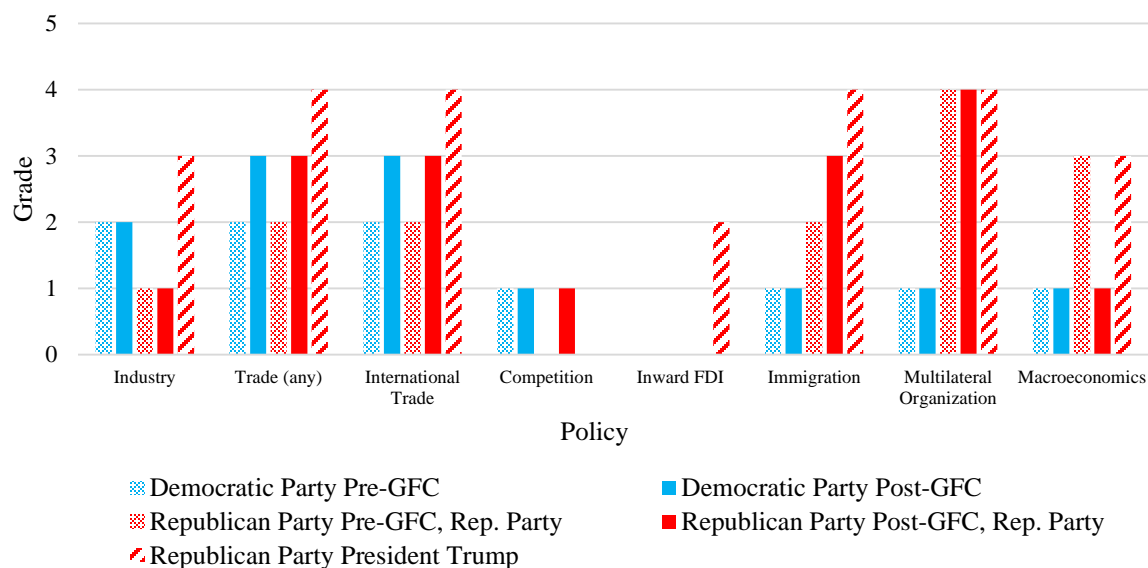 5
4
3
2
1
0
Grade
Industry
Trade (any)
International
Trade
Competition
Inward FDI
Immigration
Multilateral
Organization
Macroeconomics
Policy
Democratic Party Pre-GFC
Democratic Party Post-GFC
Republican Party Pre-GFC, Rep. Party
Republican Party Post-GFC, Rep. Party
Republican Party President Trump